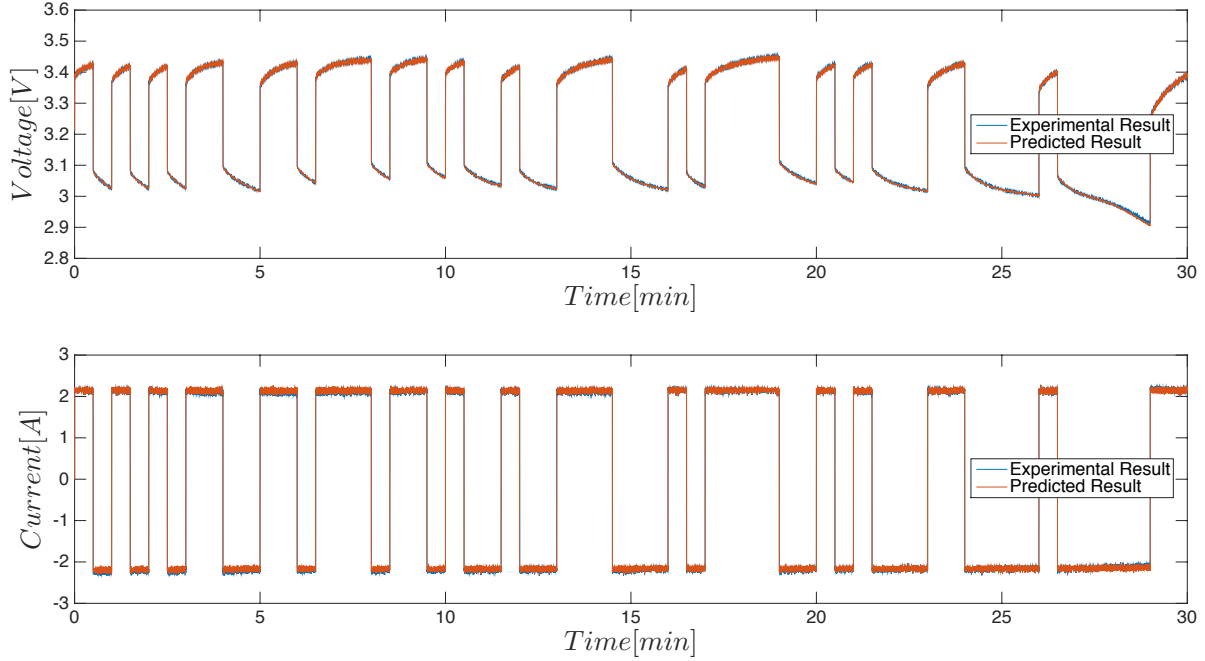 3.6
3.5
3.4
3.3
3.2
3.1
3
2.9
2.8
Voltage[V]
Experimental Result
Predicted Result
0 5 10 15 20 25 30
Time[min]
3
2
1
0
-1
-2
-3
Current[A]
Experimental Result
Predicted Result
0 5 10 15 20 25 30
Time[min]